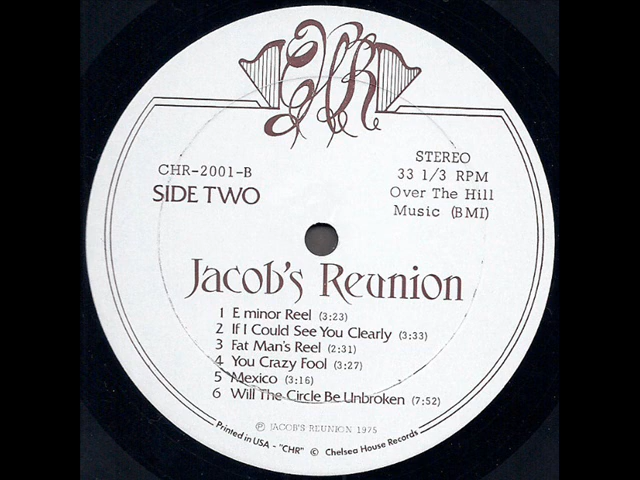 CHR
CHR-2001-B
SIDE TWO
STEREO
33 1/3 RPM
Over The Hill
Music (BMI)
Jacob's Reunion
1 E minor Reel (3:23)
2 If I Could See You Clearly (3:33)
3 Fat Man's Reel (2:31)
4 You Crazy Fool (3:27)
5 Mexico (3:16)
6 Will The Circle Be Unbroken (7:52)
℗ JACOB'S REUNION 1975
Printed in USA - "CHR" © Chelsea House Records